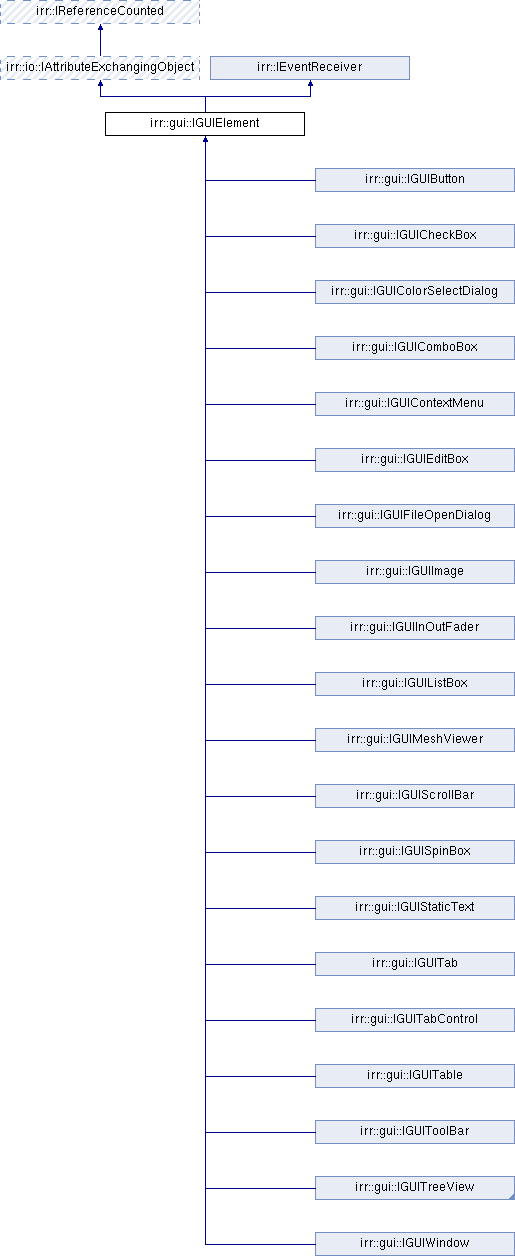 irr::IReferenceCounted
irr::io::IAttributeExchangingObject
irr::IEventReceiver
irr::gui::IGUIElement
irr::gui::IGUIButton
irr::gui::IGUICheckBox
irr::gui::IGUIColorSelectDialog
irr::gui::IGUIComboBox
irr::gui::IGUIContextMenu
irr::gui::IGUIEditBox
irr::gui::IGUIFileOpenDialog
irr::gui::IGUIImage
irr::gui::IGUIInOutFader
irr::gui::IGUIListBox
irr::gui::IGUIMeshViewer
irr::gui::IGUIScrollBar
irr::gui::IGUISpinBox
irr::gui::IGUIStaticText
irr::gui::IGUITab
irr::gui::IGUITabControl
irr::gui::IGUITable
irr::gui::IGUIToolBar
irr::gui::IGUITreeView
irr::gui::IGUIWindow